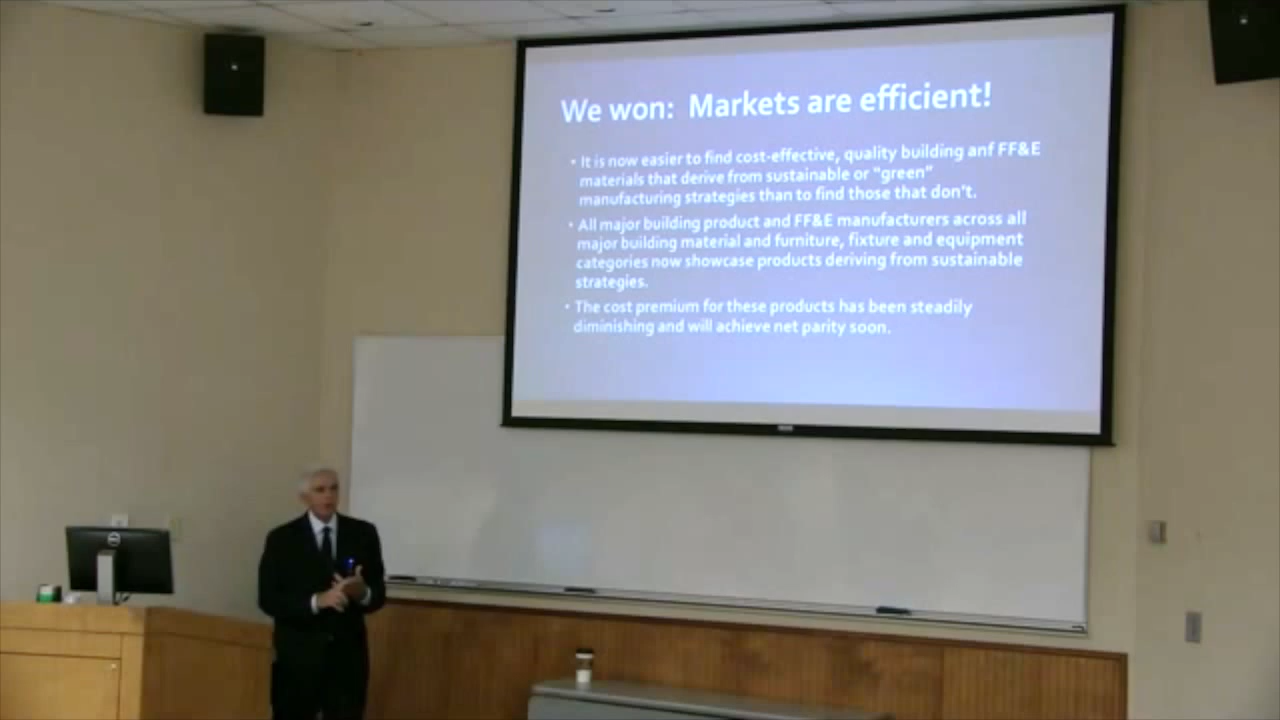 We won: Markets are efficient!
• It is now easier to find cost-effective, quality building anf FF&E
materials that derive from sustainable or "green"
manufacturing strategies than to find those that don't.
• All major building product and FF&E manufacturers across all
major building material and furniture, fixture and equipment
categories now showcase products deriving from sustainable
strategies.
• The cost premium for these products has been steadily
diminishing and will achieve net parity soon.